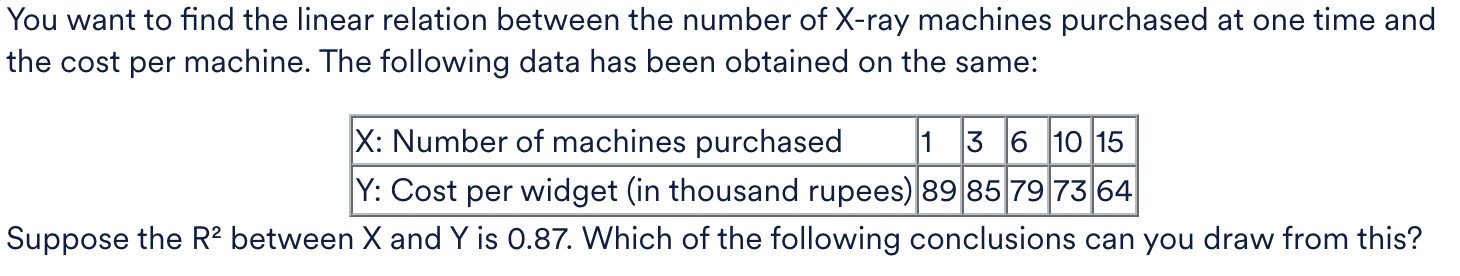 You want to find the linear relation between the number of X-ray machines purchased at one time and
the cost per machine. The following data has been obtained on the same:
X: Number of machines purchased 1 3 6 10 15
Y: Cost per widget (in thousand rupees) 89 85 79 73 64
Suppose the R² between X and Y is 0.87. Which of the following conclusions can you draw from this?